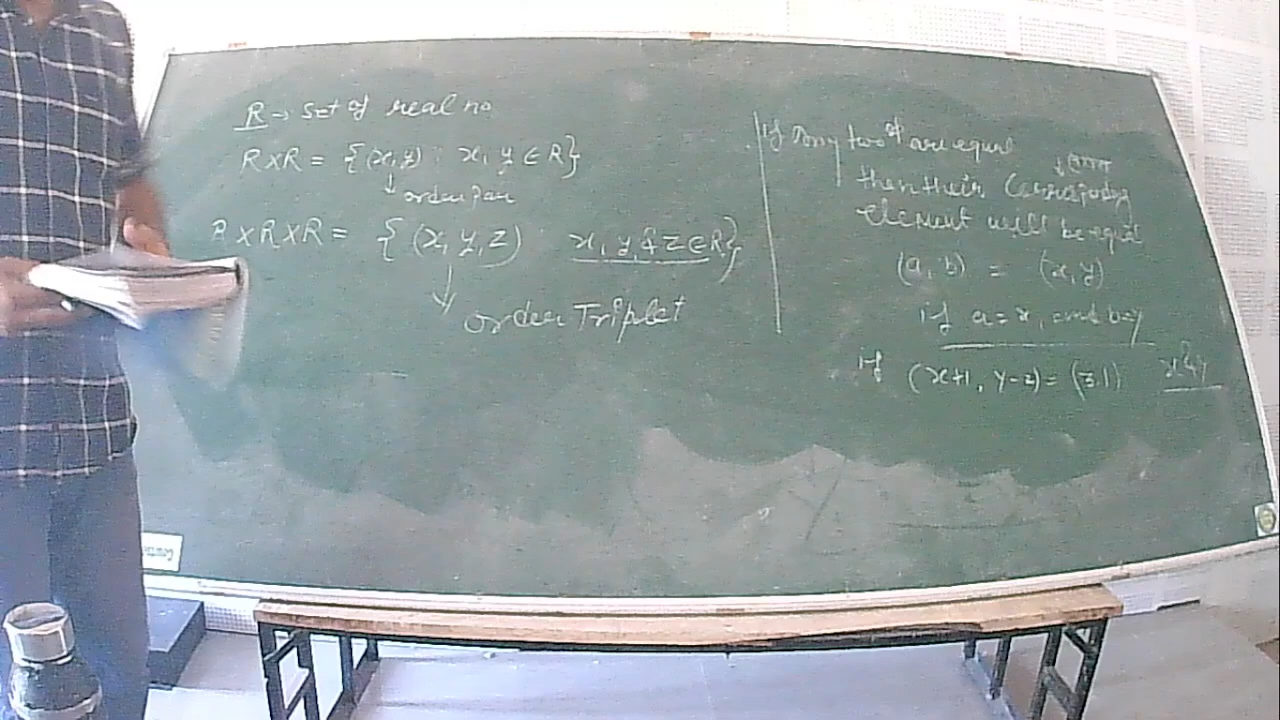 R → set of real no
R×R = {(x,y) : x, y ∈ R}
↓
order pair
R×R×R = {(x, y, z) : x, y, & z ∈ R}
↓
order Triplet
if any two op are equal
then their Corresponding
element will be equal
(a, b) = (x, y)
if a = x, and b = y
if (x+1, y-2) = (3,1) x & y